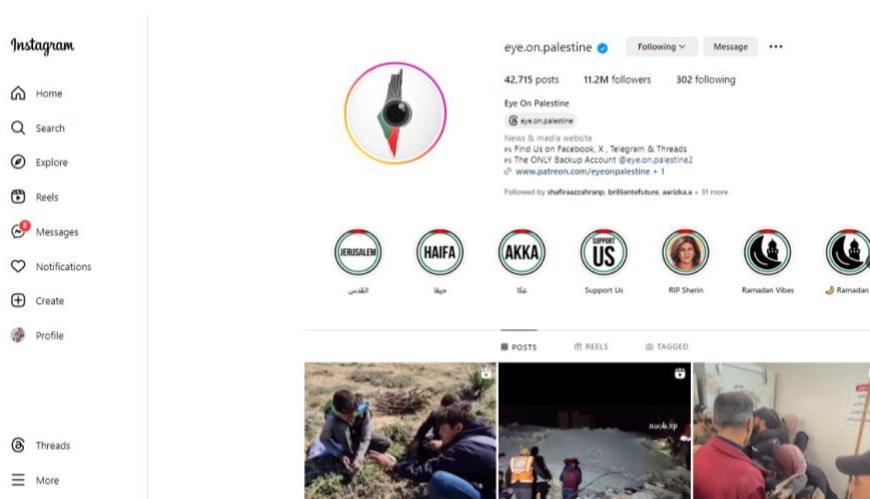 Instagram
Home
Search
Explore
Reels
8
Messages
Notifications
Create
Profile
Threads
More
eye.on.palestine
Following
Message
42,715 posts 11.2M followers 302 following
Eye On Palestine
eye.on.palestine
News & media website
PS Find Us on Facebook, X , Telegram & Threads
PS The ONLY Backup Account @eye.on.palestine2
www.patreon.com/eyeonpalestine + 1
Followed by shafiraazzahranp, brilliantefuture, aarizka.a + 31 more
JERUSALEM
HAIFA
AKKA
SUPPORT
US
القدس
حيفا
عكا
Support Us
RIP Sherin
Ramadan Vibes
Ramadan
POSTS
REELS
TAGGED